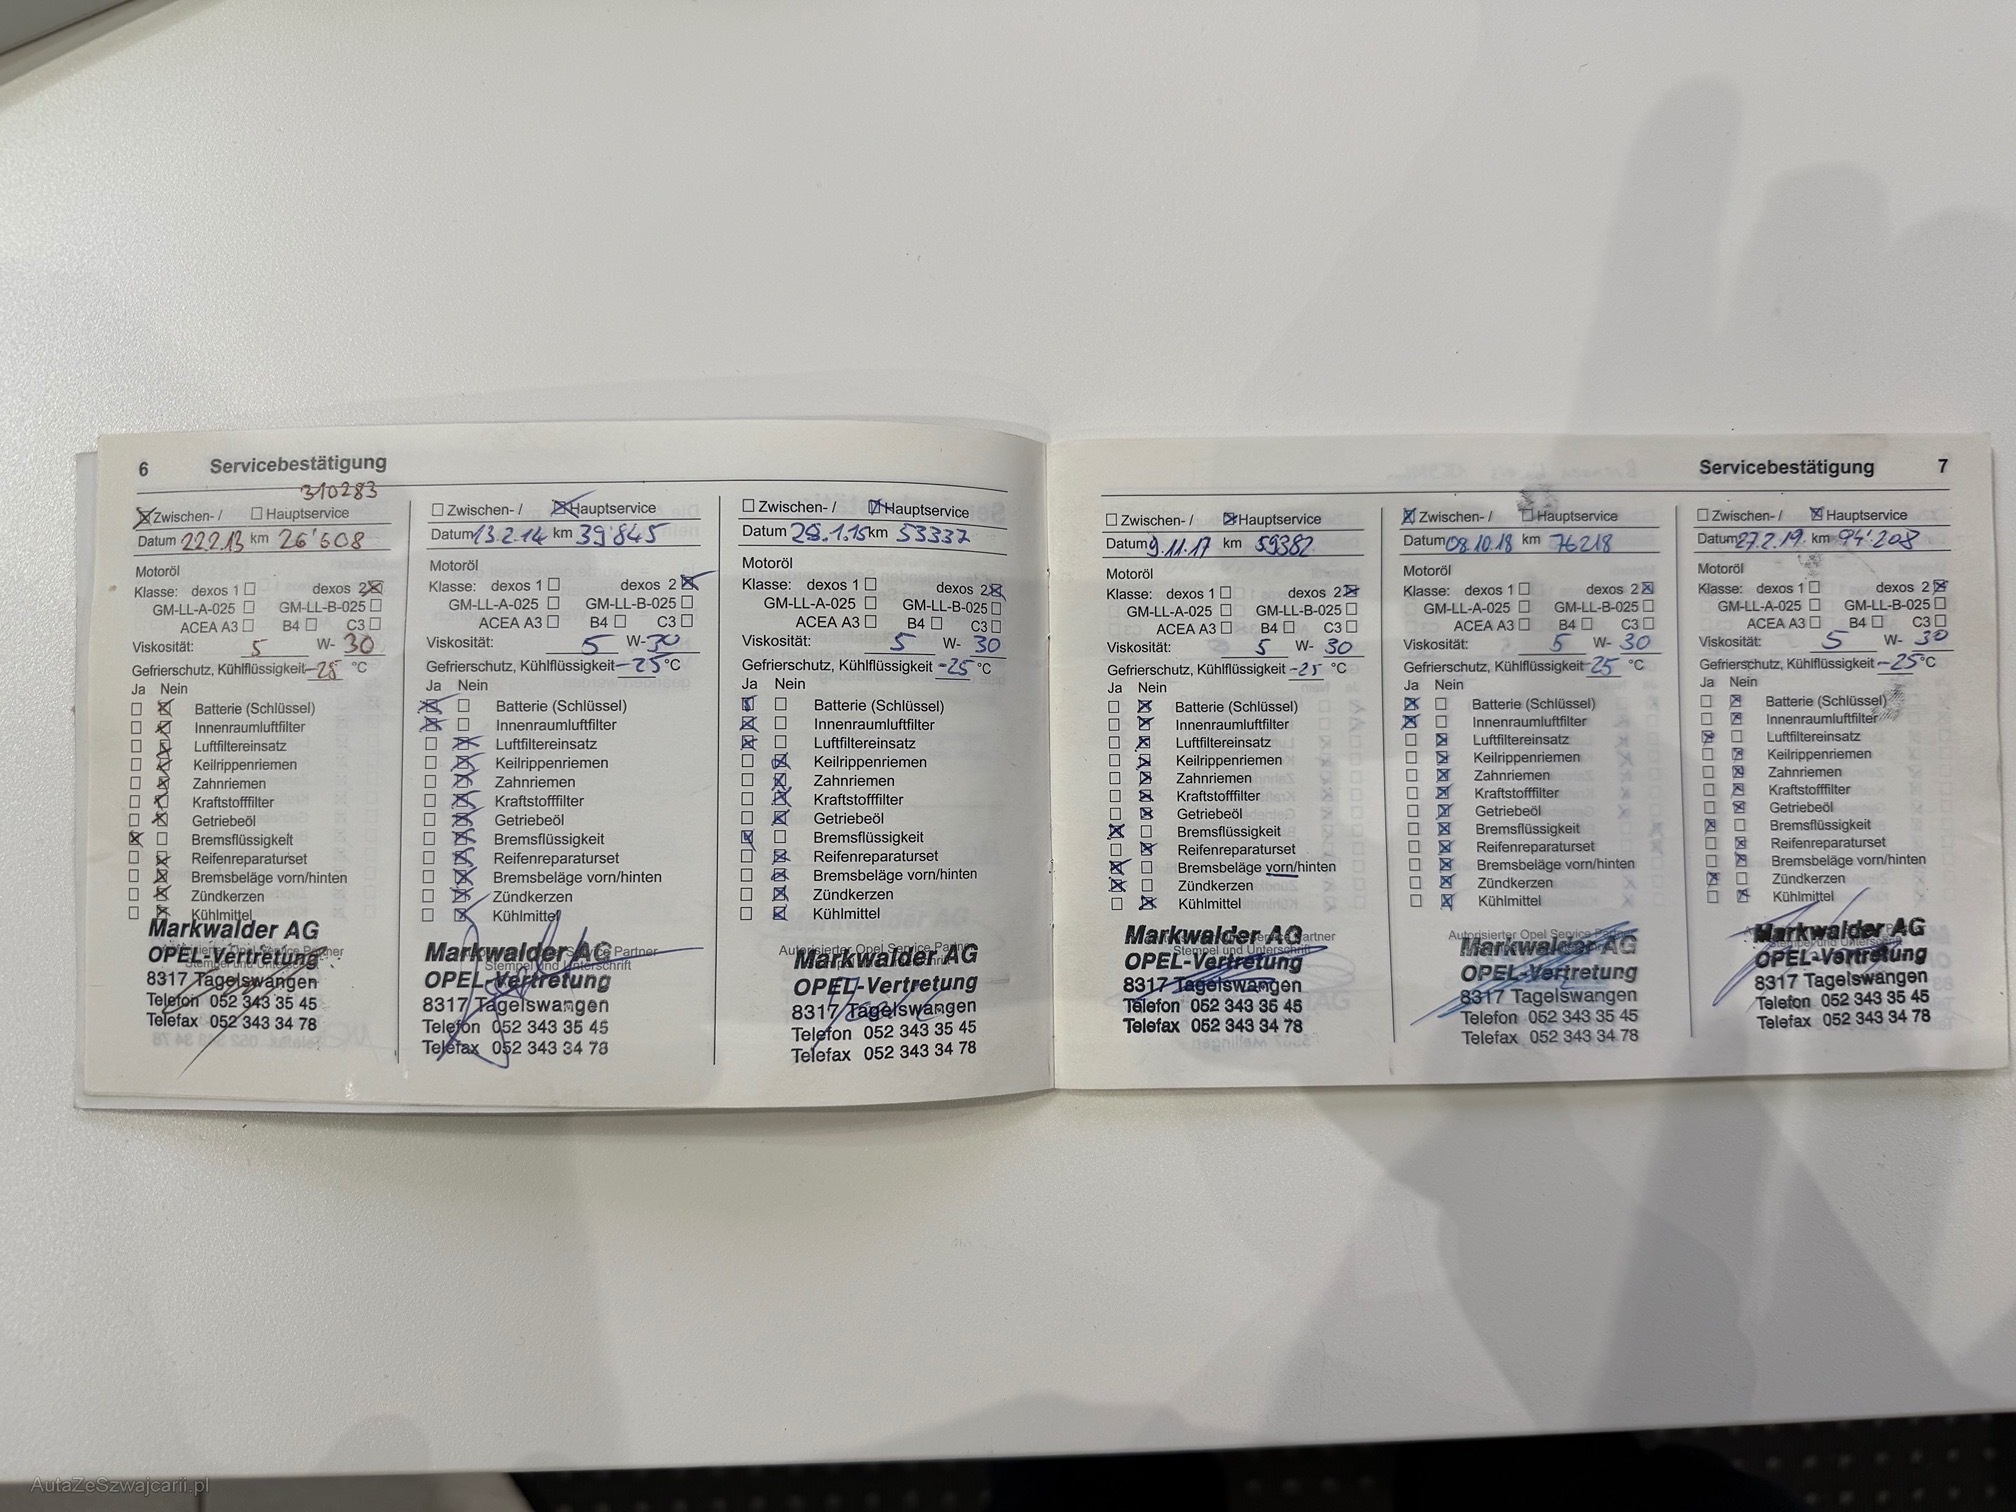 6 Servicebestätigung
310283
Zwischen- / Hauptservice
Datum 22.2.13 km 26'608
Motoröl
Klasse: dexos 1 dexos 2
GM-LL-A-025 GM-LL-B-025
ACEA A3 B4 C3
Viskosität: 5 W- 30
Gefrierschutz, Kühlflüssigkeit -25 °C
Ja Nein
Batterie (Schlüssel)
Innenraumluftfilter
Luftfiltereinsatz
Keilrippenriemen
Zahnriemen
Kraftstofffilter
Getriebeöl
Bremsflüssigkeit
Reifenreparaturset
Bremsbeläge vorn/hinten
Zündkerzen
Kühlmittel
Markwalder AG
Autorisierter Opel Service Partner
OPEL-Vertretung
Stempel und Unterschrift
8317 Tagelswangen
Telefon 052 343 35 45
Telefax 052 343 34 78
Zwischen- / Hauptservice
Datum 13.2.14 km 39'845
Motoröl
Klasse: dexos 1 dexos 2
GM-LL-A-025 GM-LL-B-025
ACEA A3 B4 C3
Viskosität: 5 W- 30
Gefrierschutz, Kühlflüssigkeit -25 °C
Ja Nein
Batterie (Schlüssel)
Innenraumluftfilter
Luftfiltereinsatz
Keilrippenriemen
Zahnriemen
Kraftstofffilter
Getriebeöl
Bremsflüssigkeit
Reifenreparaturset
Bremsbeläge vorn/hinten
Zündkerzen
Kühlmittel
Markwalder AG
Service Partner
Stempel und Unterschrift
OPEL-Vertretung
8317 Tagelswangen
Telefon 052 343 35 45
Telefax 052 343 34 78
Zwischen- / Hauptservice
Datum 29.1.15 km 53337
Motoröl
Klasse: dexos 1 dexos 2
GM-LL-A-025 GM-LL-B-025
ACEA A3 B4 C3
Viskosität: 5 W- 30
Gefrierschutz, Kühlflüssigkeit -25 °C
Ja Nein
Batterie (Schlüssel)
Innenraumluftfilter
Luftfiltereinsatz
Keilrippenriemen
Zahnriemen
Kraftstofffilter
Getriebeöl
Bremsflüssigkeit
Reifenreparaturset
Bremsbeläge vorn/hinten
Zündkerzen
Kühlmittel
Autorisierter Opel Service Partner
Markwalder AG
OPEL-Vertretung
8317 Tagelswangen
Telefon 052 343 35 45
Telefax 052 343 34 78
Servicebestätigung 7
Zwischen- / Hauptservice
Datum 9.11.17 km 59382
Motoröl
Klasse: dexos 1 dexos 2
GM-LL-A-025 GM-LL-B-025
ACEA A3 B4 C3
Viskosität: 5 W- 30
Gefrierschutz, Kühlflüssigkeit -25 °C
Ja Nein
Batterie (Schlüssel)
Innenraumluftfilter
Luftfiltereinsatz
Keilrippenriemen
Zahnriemen
Kraftstofffilter
Getriebeöl
Bremsflüssigkeit
Reifenreparaturset
Bremsbeläge vorn/hinten
Zündkerzen
Kühlmittel
Markwalder AG
Partner
Stempel und Unterschrift
OPEL-Vertretung
8317 Tagelswangen
Telefon 052 343 35 45
Telefax 052 343 34 78
Zwischen- / Hauptservice
Datum 08.10.18 km 76218
Motoröl
Klasse: dexos 1 dexos 2
GM-LL-A-025 GM-LL-B-025
ACEA A3 B4 C3
Viskosität: 5 W- 30
Gefrierschutz, Kühlflüssigkeit -25 °C
Ja Nein
Batterie (Schlüssel)
Innenraumluftfilter
Luftfiltereinsatz
Keilrippenriemen
Zahnriemen
Kraftstofffilter
Getriebeöl
Bremsflüssigkeit
Reifenreparaturset
Bremsbeläge vorn/hinten
Zündkerzen
Kühlmittel
Autorisierter Opel Service Partner
Markwalder AG
OPEL-Vertretung
8317 Tagelswangen
Telefon 052 343 35 45
Telefax 052 343 34 78
Zwischen- / Hauptservice
Datum 27.2.19. km 94'208
Motoröl
Klasse: dexos 1 dexos 2
GM-LL-A-025 GM-LL-B-025
ACEA A3 B4 C3
Viskosität: 5 W- 30
Gefrierschutz, Kühlflüssigkeit -25 °C
Ja Nein
Batterie (Schlüssel)
Innenraumluftfilter
Luftfiltereinsatz
Keilrippenriemen
Zahnriemen
Kraftstofffilter
Getriebeöl
Bremsflüssigkeit
Reifenreparaturset
Bremsbeläge vorn/hinten
Zündkerzen
Kühlmittel
Markwalder AG
OPEL-Vertretung
8317 Tagelswangen
Telefon 052 343 35 45
Telefax 052 343 34 78
AutaZeSzwajcarii.pl